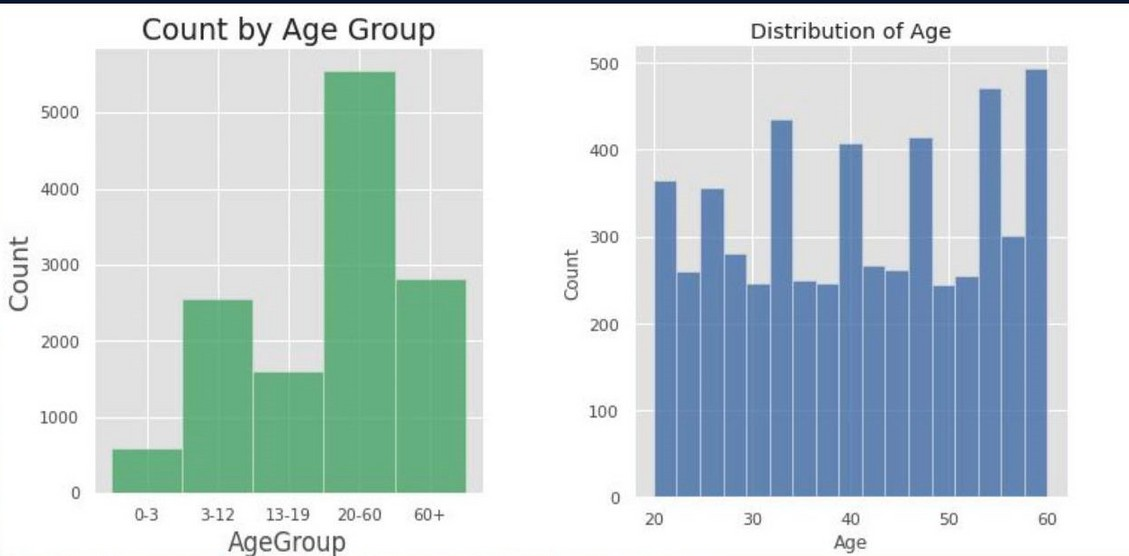 Count by Age Group
Count
5000
4000
3000
2000
1000
0
0-3 3-12 13-19 20-60 60+
AgeGroup
Distribution of Age
Count
500
400
300
200
100
0
20 30 40 50 60
Age